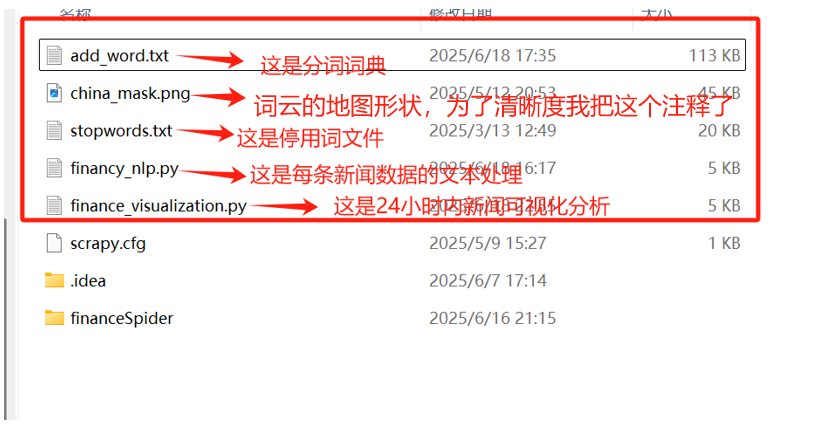 名称 修改日期 大小
add_word.txt 这是分词词典 2025/6/18 17:35 113 KB
china_mask.png 词云的地图形状，为了清晰度我把这个注释了 2025/5/12 20:53 45 KB
stopwords.txt 这是停用词文件 2025/3/13 12:49 20 KB
financy_nlp.py 这是每条新闻数据的文本处理 16:17 5 KB
finance_visualization.py 这是24小时内新闻可视化分析 5 KB
scrapy.cfg 2025/5/9 15:27 1 KB
.idea 2025/6/7 17:14
financeSpider 2025/6/16 21:15